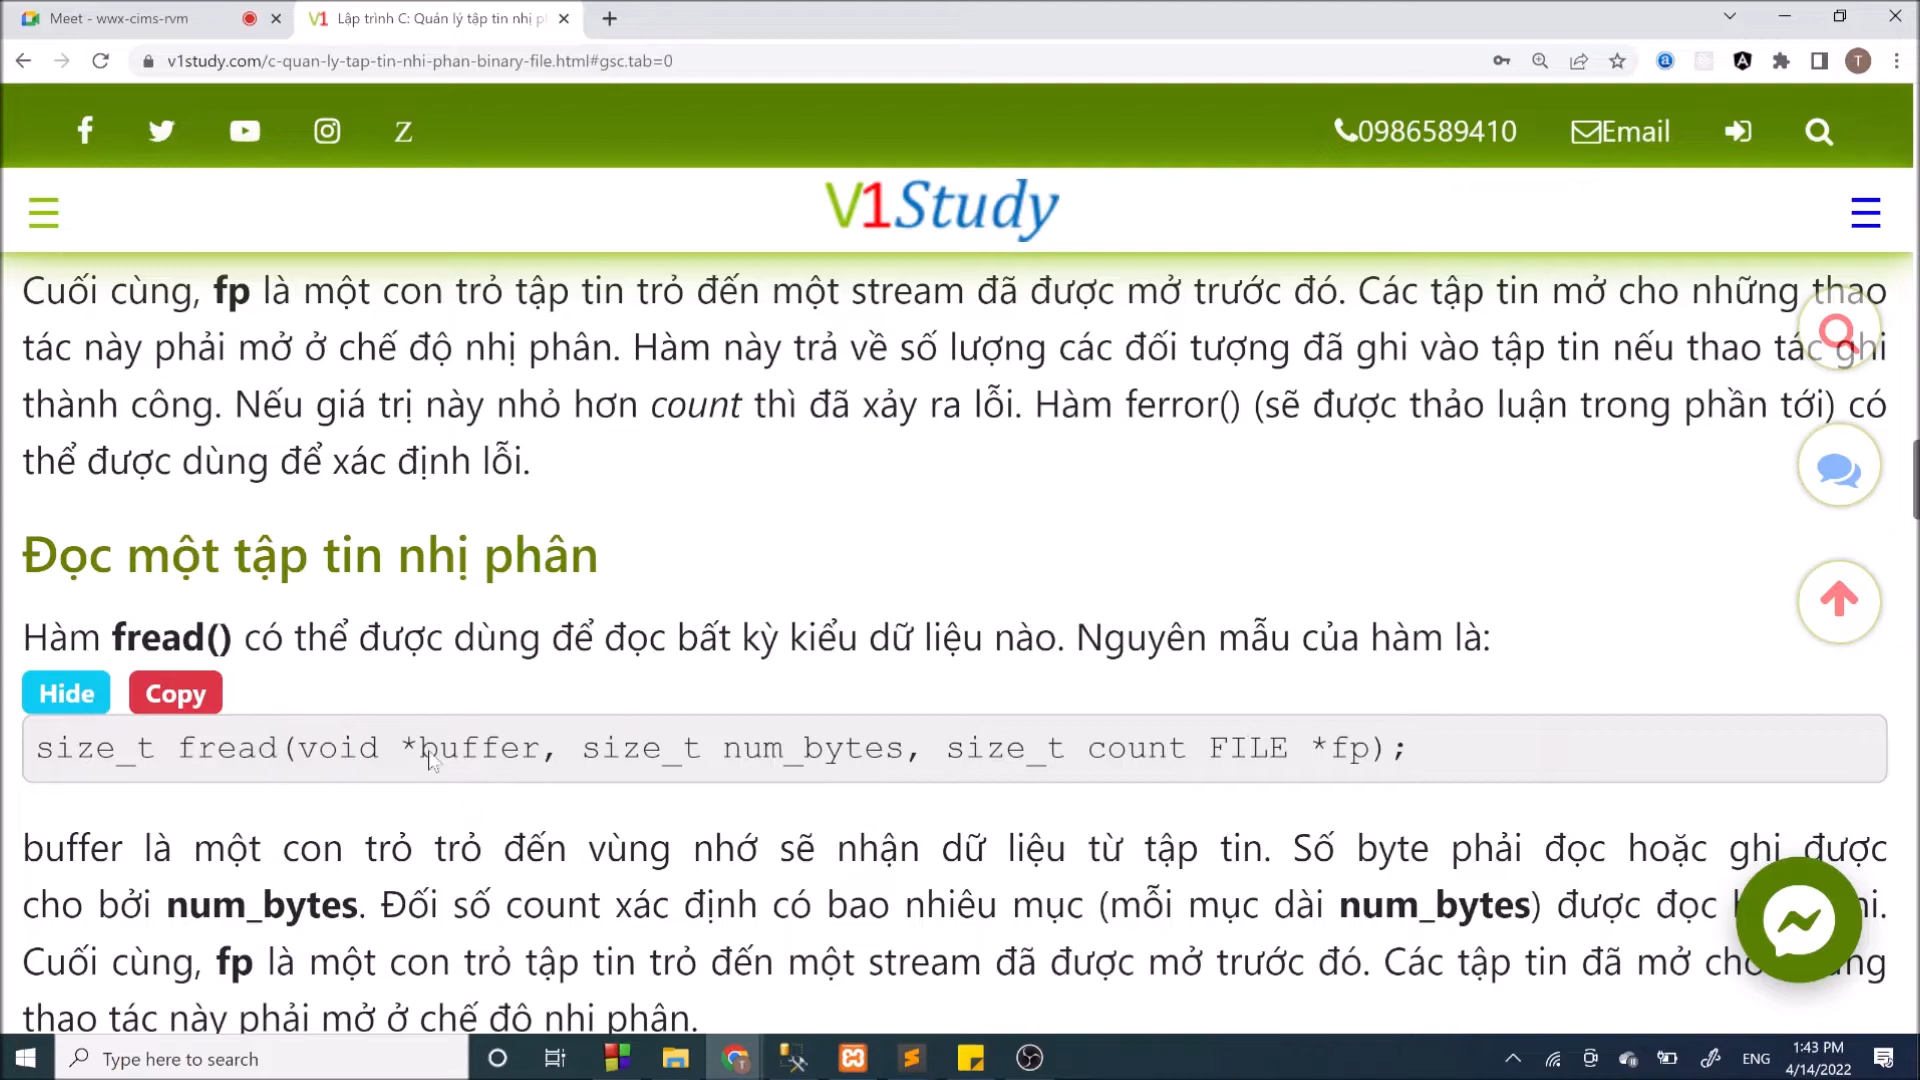 Meet - wwx-cims-rvm
V1 Lập trình C: Quản lý tập tin nhị p
v1study.com/c-quan-ly-tap-tin-nhi-phan-binary-file.html#gsc.tab=0
T
Z
0986589410
Email
V1Study
Cuối cùng, fp là một con trỏ tập tin trỏ đến một stream đã được mở trước đó. Các tập tin mở cho những thao
tác này phải mở ở chế độ nhị phân. Hàm này trả về số lượng các đối tượng đã ghi vào tập tin nếu thao tác ghi
thành công. Nếu giá trị này nhỏ hơn count thì đã xảy ra lỗi. Hàm ferror() (sẽ được thảo luận trong phần tới) có
thể được dùng để xác định lỗi.
Đọc một tập tin nhị phân
Hàm fread() có thể được dùng để đọc bất kỳ kiểu dữ liệu nào. Nguyên mẫu của hàm là:
Hide Copy
size_t fread(void *buffer, size_t num_bytes, size_t count FILE *fp);
buffer là một con trỏ trỏ đến vùng nhớ sẽ nhận dữ liệu từ tập tin. Số byte phải đọc hoặc ghi được
cho bởi num_bytes. Đối số count xác định có bao nhiêu mục (mỗi mục dài num_bytes) được đọc
Cuối cùng, fp là một con trỏ tập tin trỏ đến một stream đã được mở trước đó. Các tập tin đã mở
thao tác này phải mở ở chế độ nhị phân.
Type here to search
ENG
1:43 PM
4/14/2022